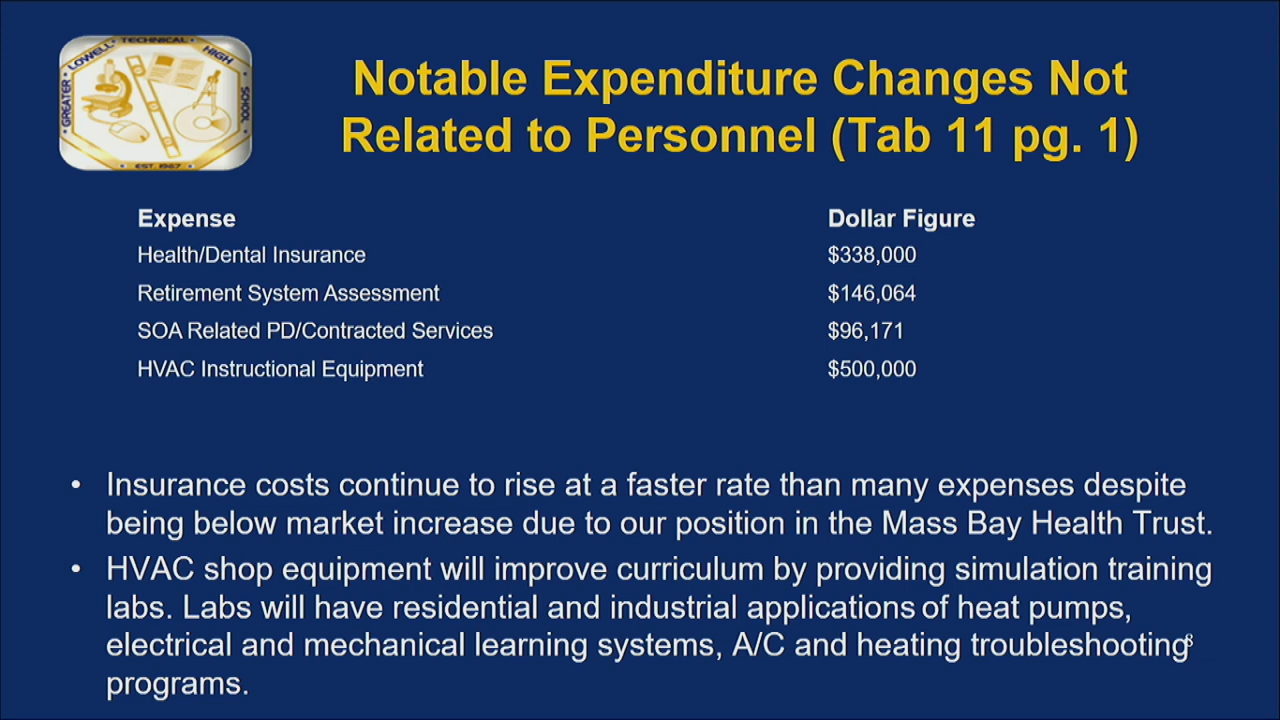 GREATER LOWELL TECHNICAL HIGH SCHOOL
EST. 1967
Notable Expenditure Changes Not
Related to Personnel (Tab 11 pg. 1)
Expense Dollar Figure
Health/Dental Insurance $338,000
Retirement System Assessment $146,064
SOA Related PD/Contracted Services $96,171
HVAC Instructional Equipment $500,000
• Insurance costs continue to rise at a faster rate than many expenses despite
being below market increase due to our position in the Mass Bay Health Trust.
• HVAC shop equipment will improve curriculum by providing simulation training
labs. Labs will have residential and industrial applications of heat pumps,
electrical and mechanical learning systems, A/C and heating troubleshooting
programs.